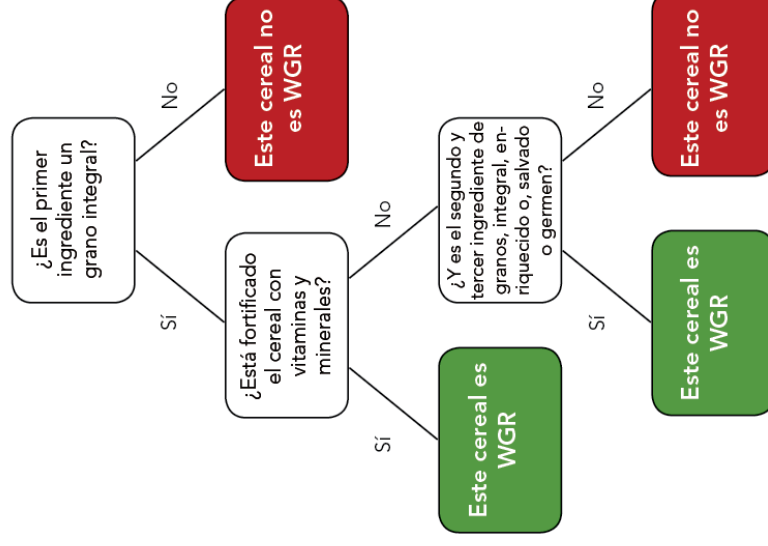 ¿Es el primer
ingrediente un
grano integral?
Sí
No
¿Está fortificado
el cereal con
vitaminas y
minerales?
Este cereal no
es WGR
Sí
No
Este cereal es
WGR
¿Y es el segundo y
tercer ingrediente de
granos, integral, en-
riquecido o, salvado
o germen?
Sí
No
Este cereal es
WGR
Este cereal no
es WGR